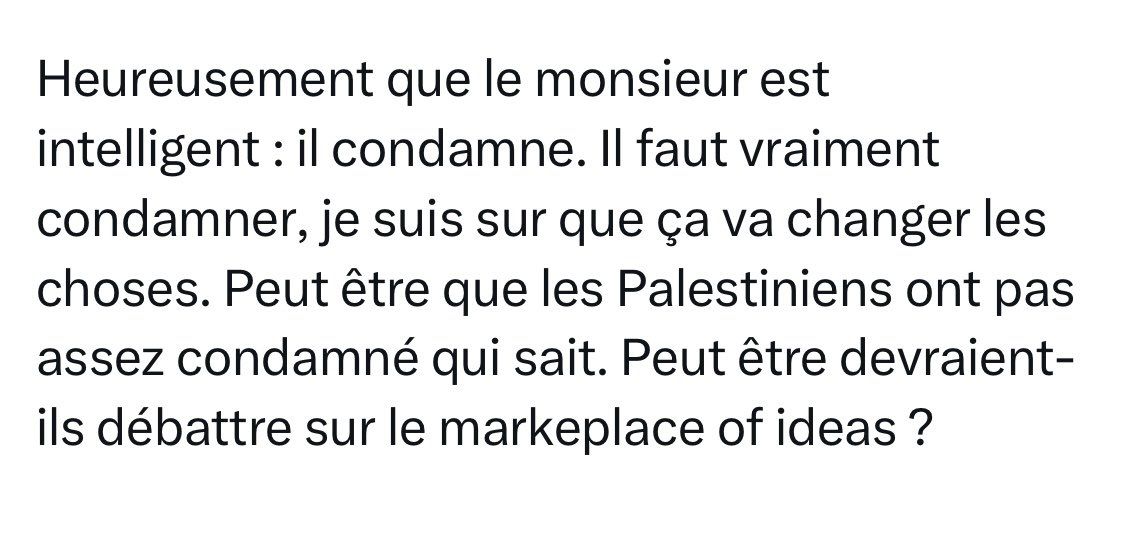 Heureusement que le monsieur est
intelligent : il condamne. Il faut vraiment
condamner, je suis sur que ça va changer les
choses. Peut être que les Palestiniens ont pas
assez condamné qui sait. Peut être devraient-
ils débattre sur le markeplace of ideas ?